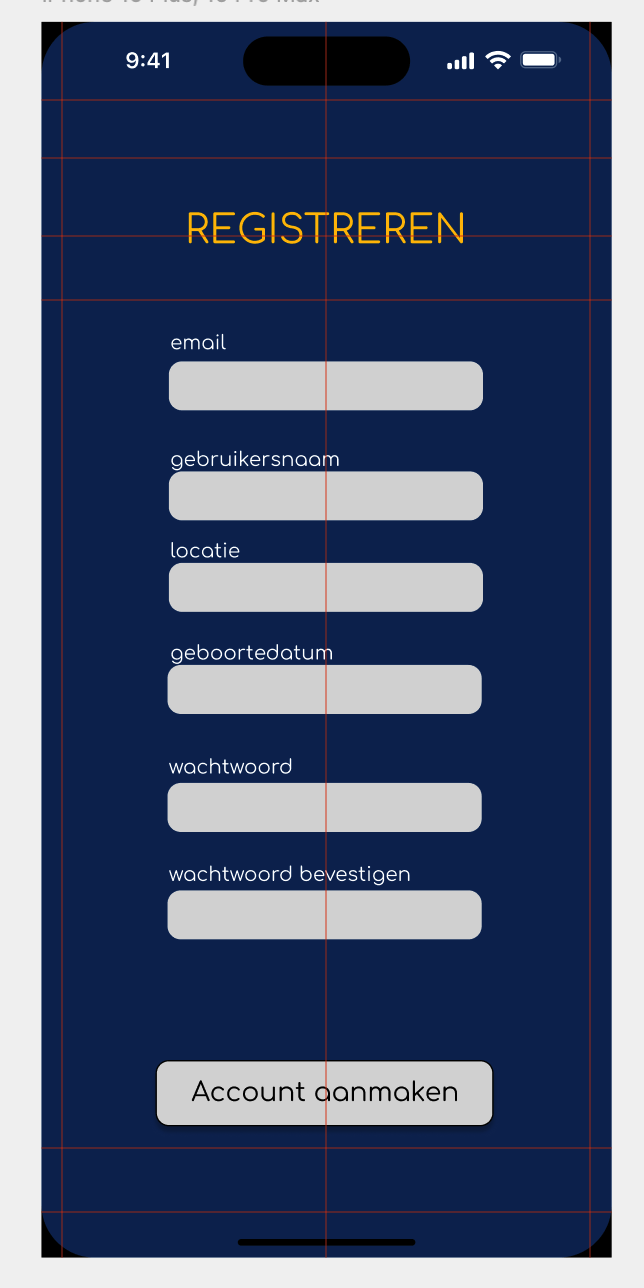 9:41
REGISTREREN
email
gebruikersnaam
locatie
geboortedatum
wachtwoord
wachtwoord bevestigen
Account aanmaken